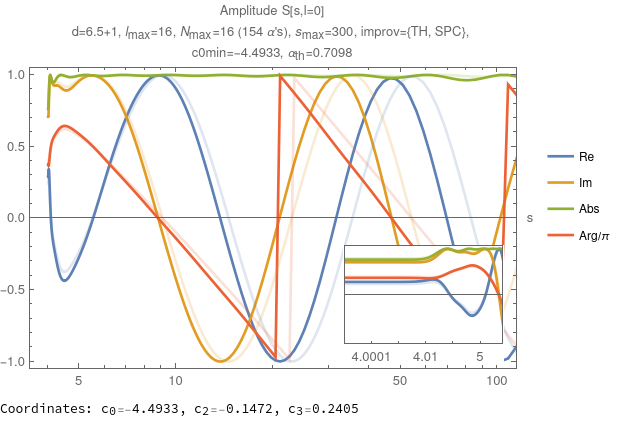 Amplitude S[s,l=0]
d=6.5+1, lmax=16, Nmax=16 (154 α's), smax=300, improv={TH, SPC},
c0min=-4.4933, αth=0.7098
1.0
0.5
0.0
-0.5
-1.0
s
Re
Im
Abs
Arg/π
4.0001 4.01 5
5 10 50 100
Coordinates: c0=-4.4933, c2=-0.1472, c3=0.2405